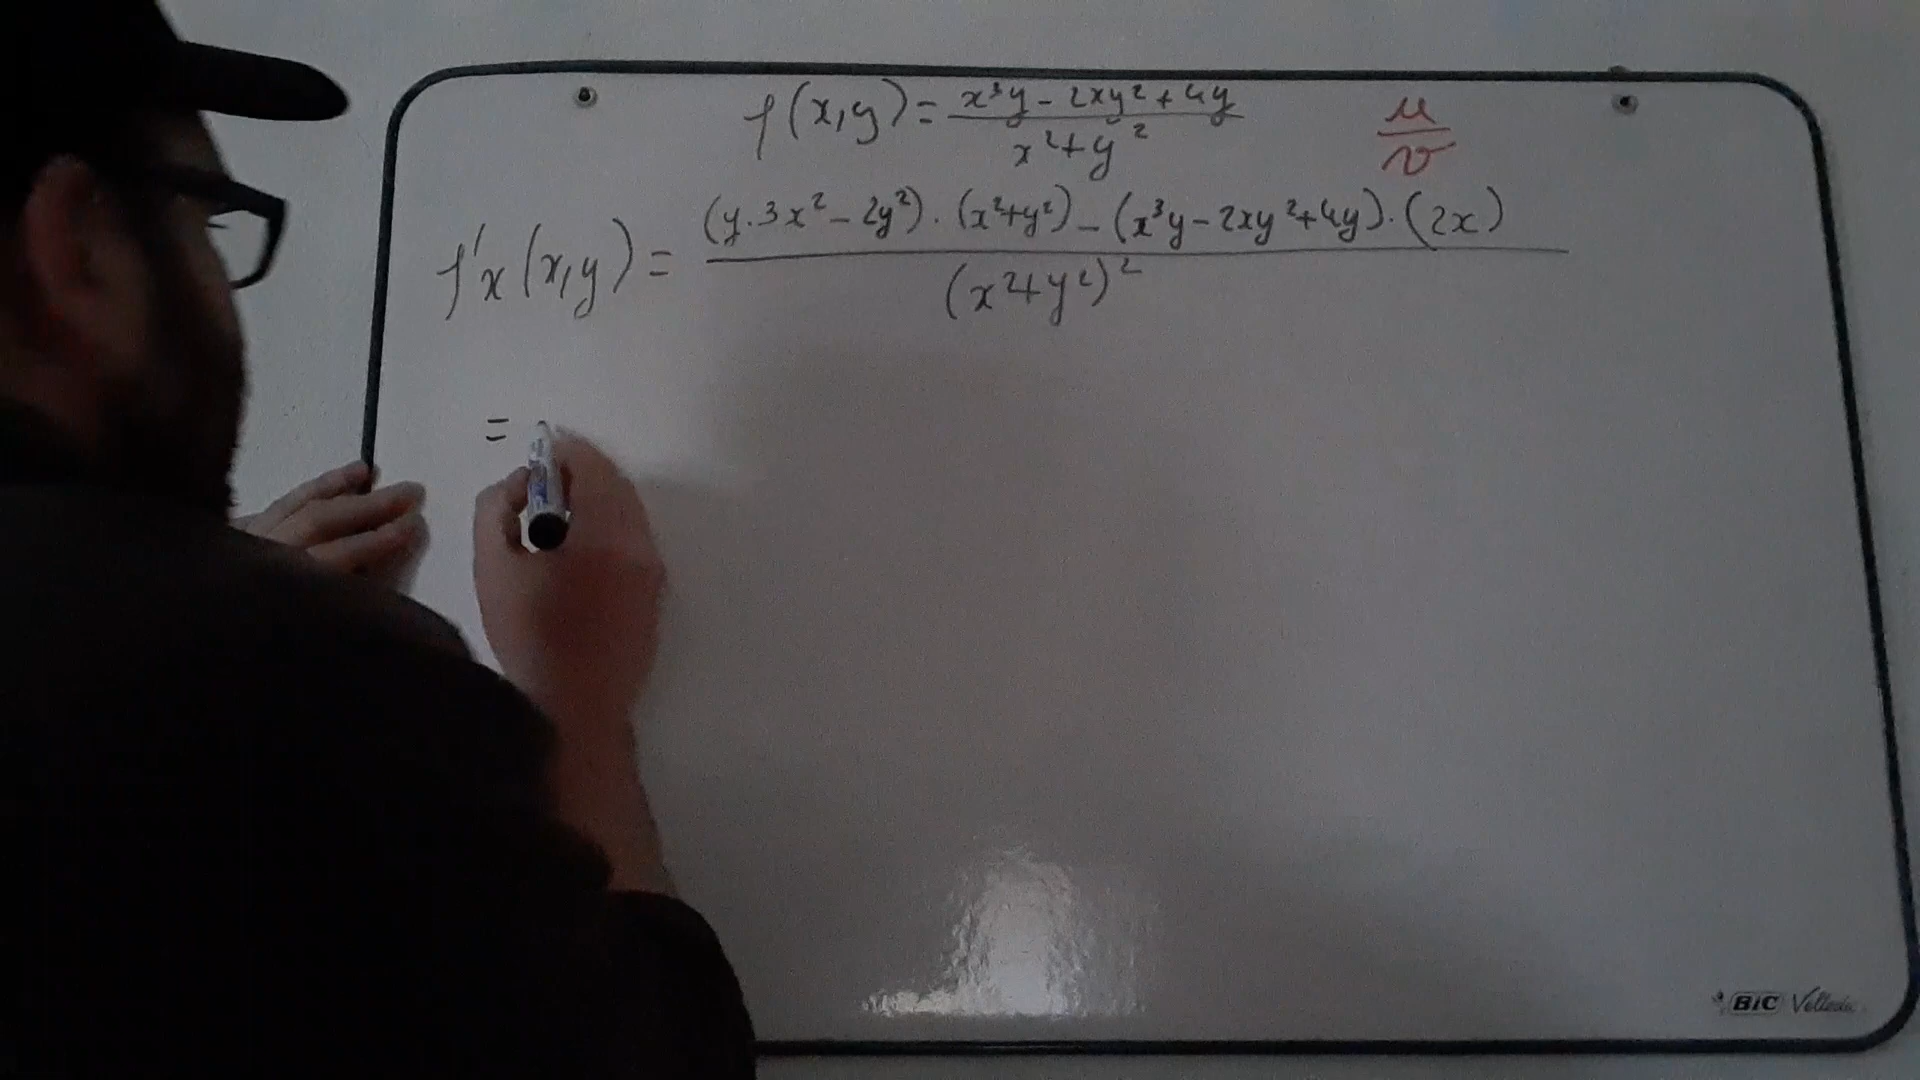 f(x,y) = (x³y - 2xy² + 4y) / (x² + y²)
u / v
f'x(x,y) = ((y·3x² - 2y²)·(x²+y²) - (x³y - 2xy²+4y)·(2x)) / (x²+y²)²
=
BIC Velleda